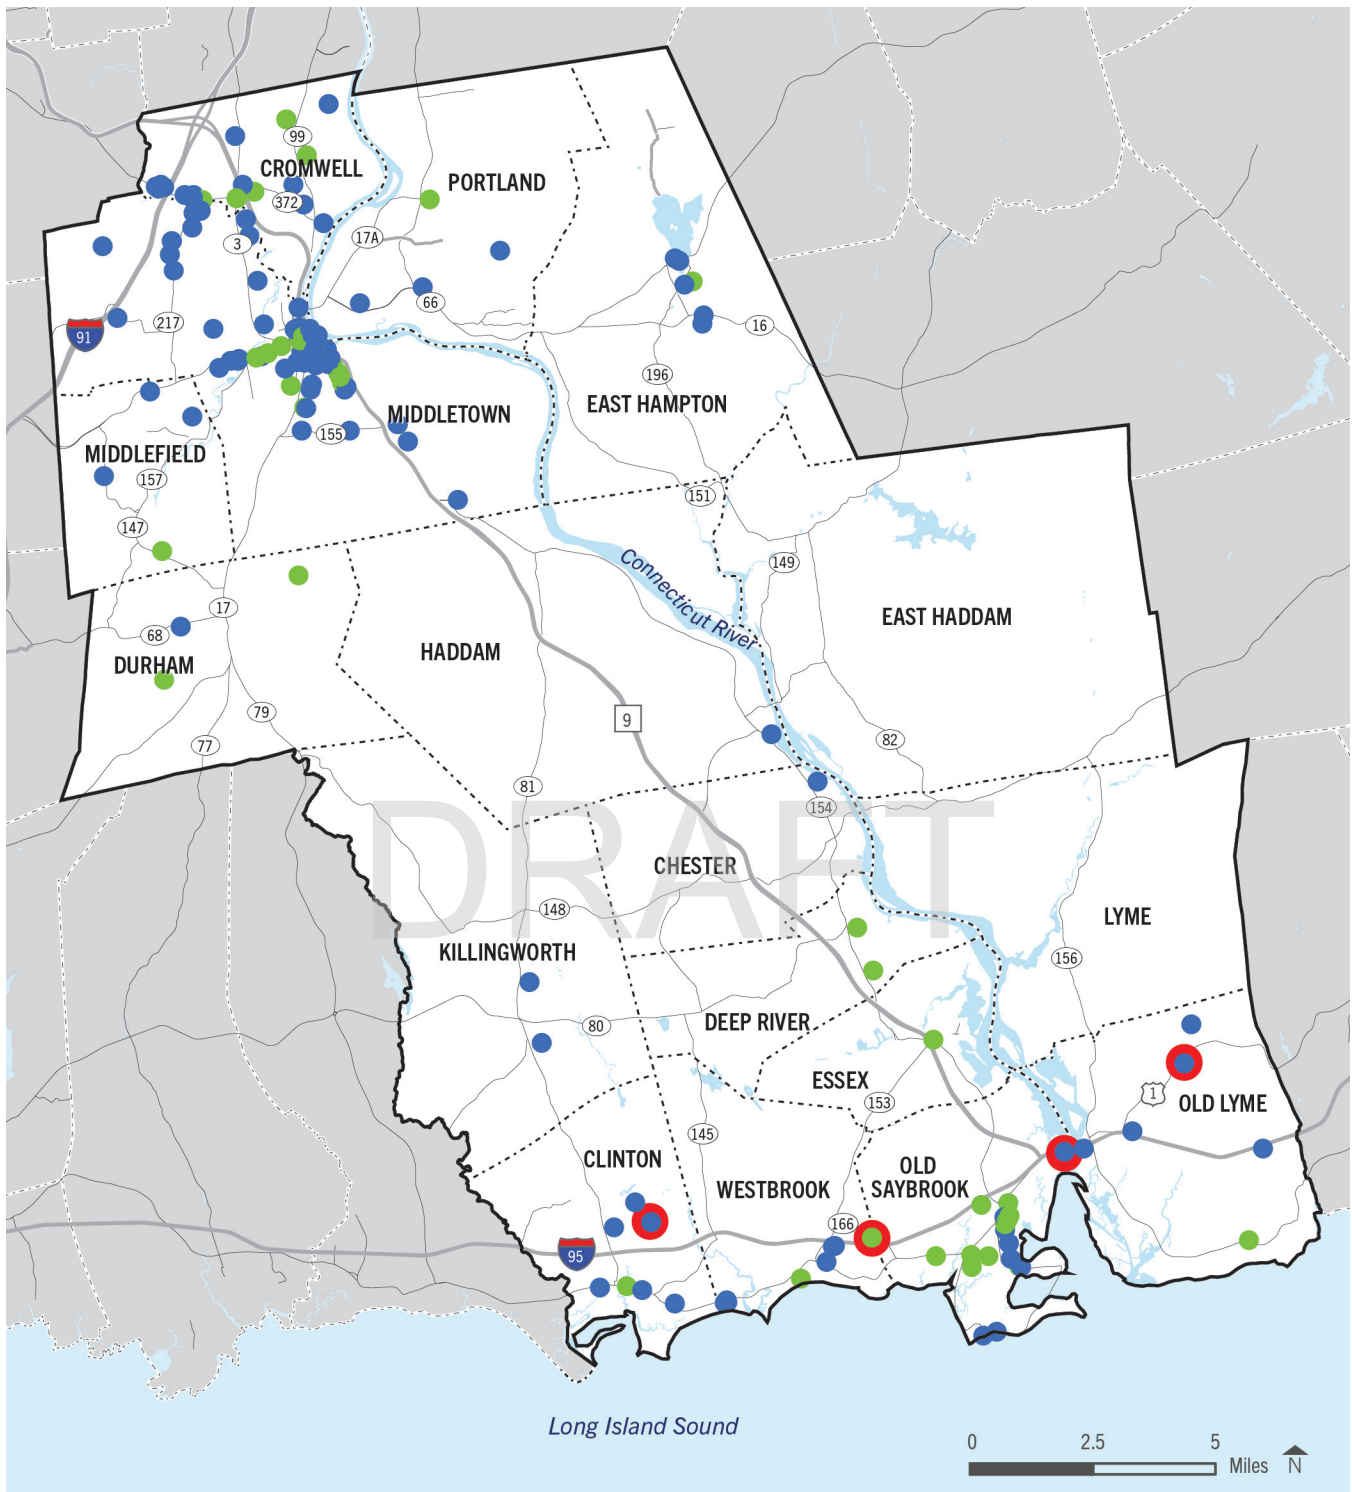 99
CROMWELL
PORTLAND
372
17A
3
66
16
217
91
196
EAST HAMPTON
MIDDLETOWN
155
MIDDLEFIELD
157
151
147
149
Connecticut River
17
EAST HADDAM
68
HADDAM
DURHAM
79
9
82
77
81
154
DRAFT
CHESTER
148
LYME
KILLINGWORTH
156
80
DEEP RIVER
ESSEX
1
153
OLD LYME
145
CLINTON
OLD
SAYBROOK
WESTBROOK
166
95
Long Island Sound
0 2.5 5
Miles N